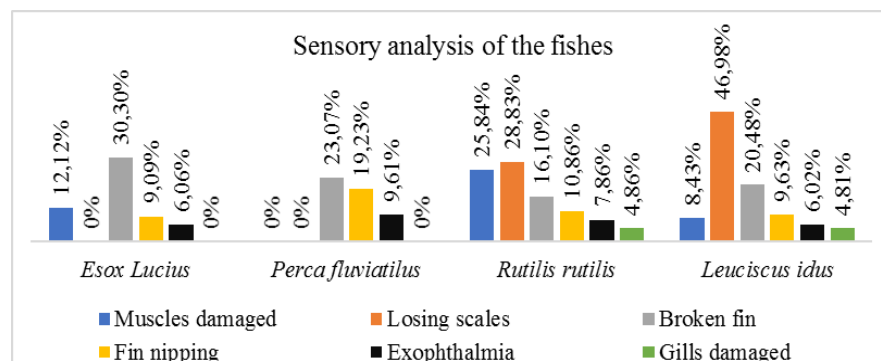 Sensory analysis of the fishes
12,12%
0%
30,30%
9,09%
6,06%
0%
0%
0%
23,07%
19,23%
9,61%
0%
25,84%
28,83%
16,10%
10,86%
7,86%
4,86%
8,43%
46,98%
20,48%
9,63%
6,02%
4,81%
Esox Lucius
Perca fluviatilus
Rutilis rutilis
Leuciscus idus
Muscles damaged
Losing scales
Broken fin
Fin nipping
Exophthalmia
Gills damaged